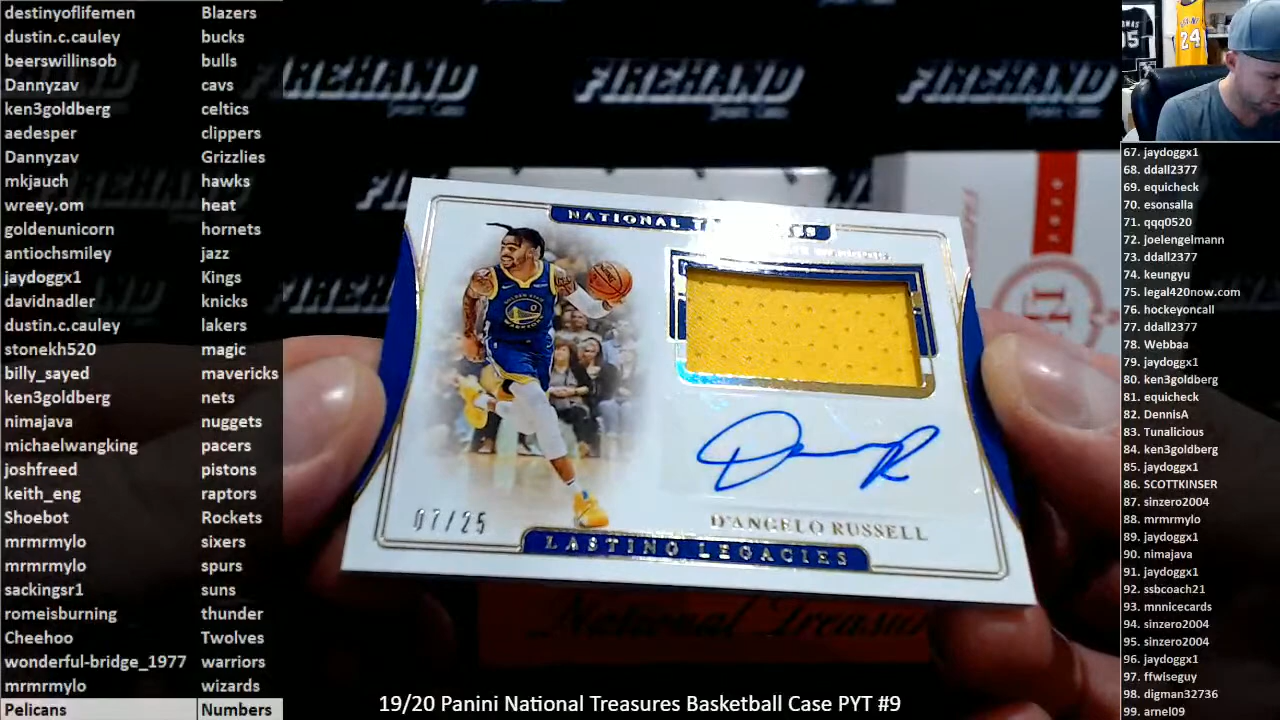 destinyoflifemen Blazers
dustin.c.cauley bucks
beerswillinsob bulls
Dannyzav cavs
ken3goldberg celtics
aedesper clippers
Dannyzav Grizzlies
mkjauch hawks
wreey.om heat
goldenunicorn hornets
antiochsmiley jazz
jaydoggx1 Kings
davidnadler knicks
dustin.c.cauley lakers
stonekh520 magic
billy_sayed mavericks
ken3goldberg nets
nimajava nuggets
michaelwangking pacers
joshfreed pistons
keith_eng raptors
Shoebot Rockets
mrmrmylo sixers
mrmrmylo spurs
sackingsr1 suns
romeisburning thunder
Cheehoo Twolves
wonderful-bridge_1977 warriors
mrmrmylo wizards
Pelicans Numbers
FIREHAND FIREHAND FIREHAND
NATIONAL
07/25
D'ANGELO RUSSELL
LASTING LEGACIES
National Treasur
19/20 Panini National Treasures Basketball Case PYT #9
24
67. jaydoggx1
68. ddall2377
69. equicheck
70. esonsalla
71. qqq0520
72. joelengelmann
73. ddall2377
74. keungyu
75. legal420now.com
76. hockeyoncall
77. ddall2377
78. Webbaa
79. jaydoggx1
80. ken3goldberg
81. equicheck
82. DennisA
83. Tunalicious
84. ken3goldberg
85. jaydoggx1
86. SCOTTKINSER
87. sinzero2004
88. mrmrmylo
89. jaydoggx1
90. nimajava
91. jaydoggx1
92. ssbcoach21
93. mnnicecards
94. sinzero2004
95. sinzero2004
96. jaydoggx1
97. ffwiseguy
98. digman32736
99. arnel09